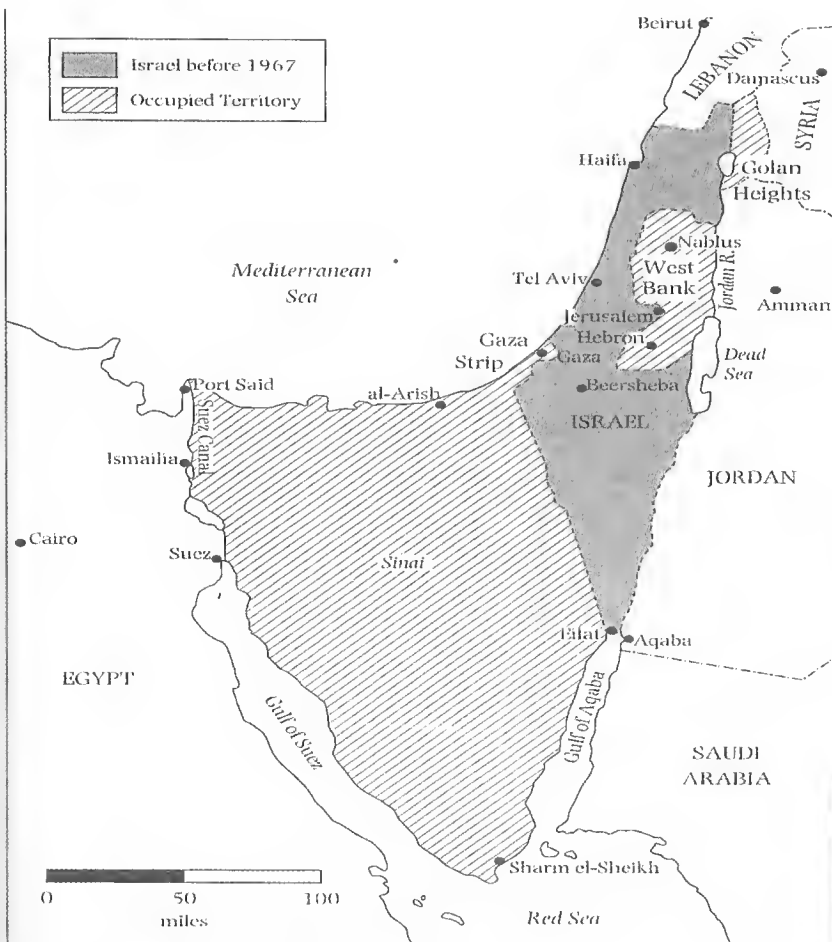 Beirut
Israel before 1967
Occupied Territory
LEBANON
Damascus
SYRIA
Haifa
Golan
Heights
Nablus
West
Bank
Jordan R.
Mediterranean
Sea
Tel Aviv
Amman
Jerusalem
Hebron
Gaza
Strip
Gaza
Dead
Sea
Port Said
al-Arish
Beersheba
Suez Canal
ISRAEL
Ismailia
JORDAN
Cairo
Suez
Sinai
Eilat
Aqaba
EGYPT
Gulf of Suez
Gulf of Aqaba
SAUDI
ARABIA
Sharm el-Sheikh
0 50 100
miles
Red Sea